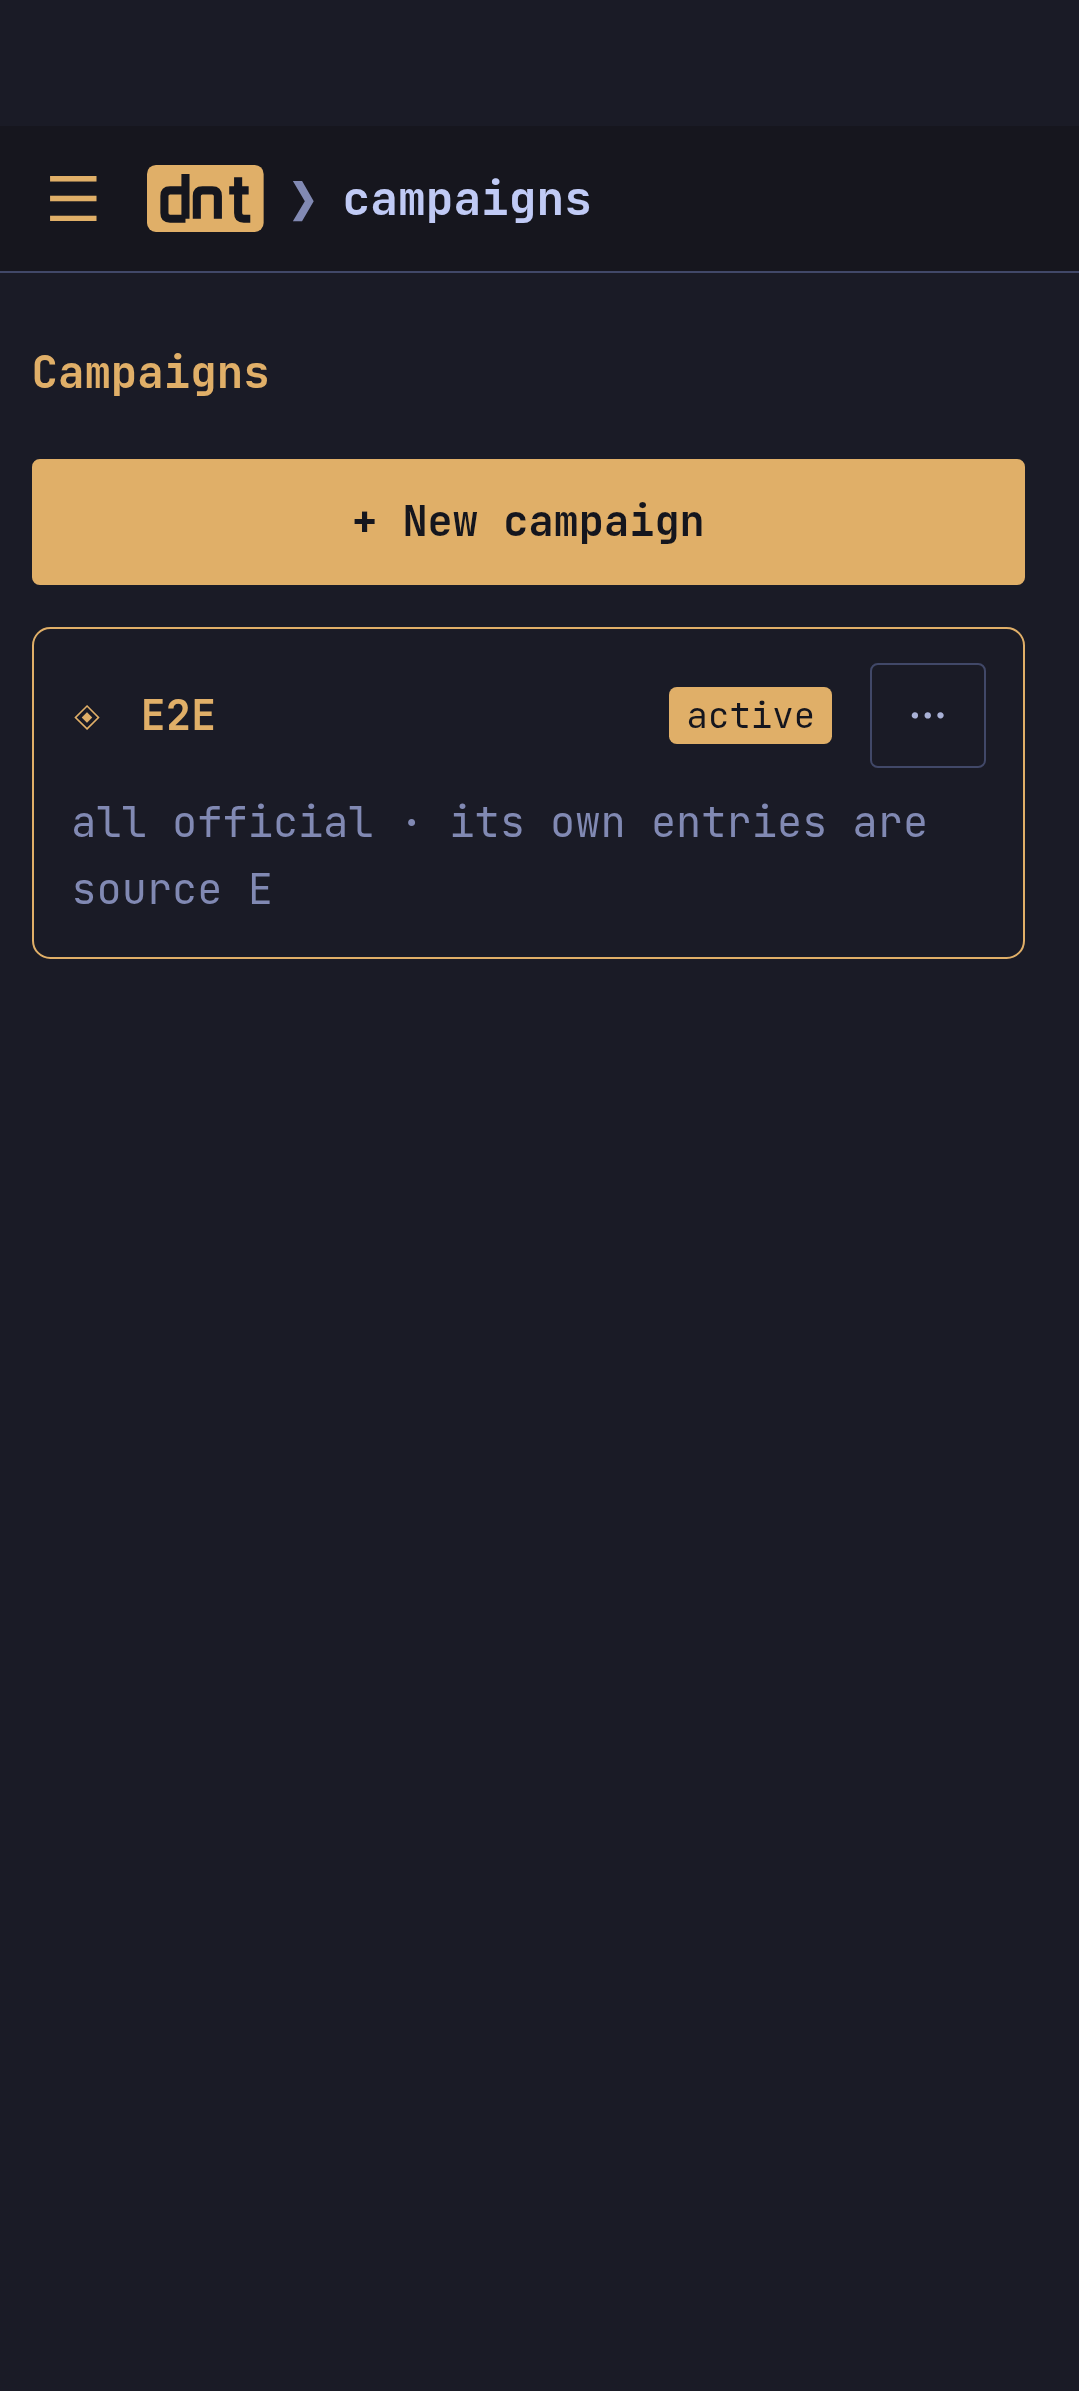 ☰ dnt ❯ campaigns
Campaigns
+ New campaign
◈ E2E active ···
all official · its own entries are
source E